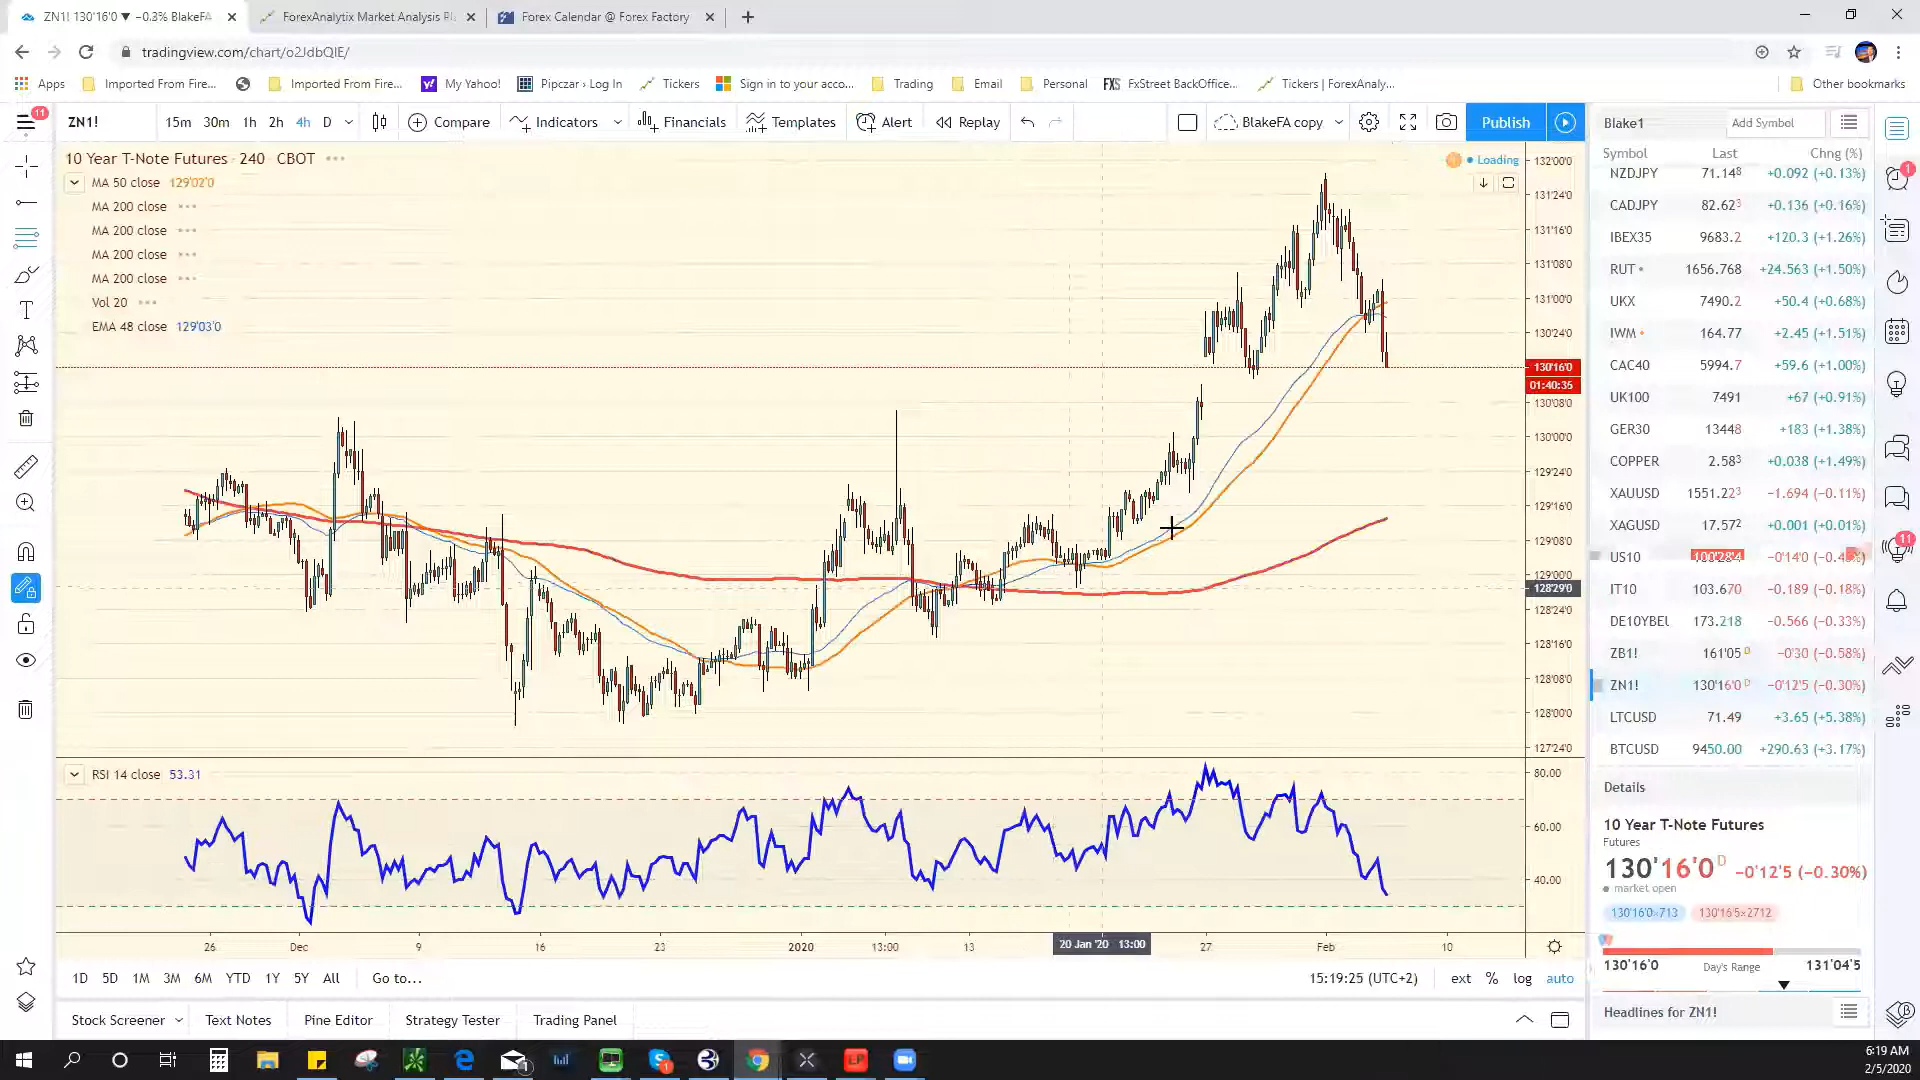 ZN1! 130'16'0 ▼ −0.3% BlakeFA
ForexAnalytix Market Analysis Pl
Forex Calendar @ Forex Factory
tradingview.com/chart/o2JdbQIE/
Apps Imported From Fire... Imported From Fire... My Yahoo! Pipczar › Log In Tickers Sign in to your acco... Trading Email Personal FXS FxStreet BackOffice... Tickers | ForexAnaly... Other bookmarks
11 ZN1! 15m 30m 1h 2h 4h D Compare Indicators Financials Templates Alert Replay BlakeFA copy Publish
10 Year T-Note Futures · 240 · CBOT
Loading
MA 50 close 129'02'0
MA 200 close
MA 200 close
MA 200 close
MA 200 close
Vol 20
EMA 48 close 129'03'0
132'00'0
131'24'0
131'16'0
131'08'0
131'00'0
130'24'0
130'16'0
01:40:35
130'08'0
130'00'0
129'24'0
129'16'0
129'08'0
129'00'0
128'29'0
128'24'0
128'16'0
128'08'0
128'00'0
127'24'0
RSI 14 close 53.31
80.00
60.00
40.00
26 Dec 9 16 23 2020 13:00 13 20 Jan '20 13:00 27 Feb 10
1D 5D 1M 3M 6M YTD 1Y 5Y All Go to... 15:19:25 (UTC+2) ext % log auto
Stock Screener Text Notes Pine Editor Strategy Tester Trading Panel
Blake1 Add Symbol
Symbol Last Chng (%)
NZDJPY 71.148 +0.092 (+0.13%)
CADJPY 82.623 +0.136 (+0.16%)
IBEX35 9683.2 +120.3 (+1.26%)
RUT 1656.768 +24.563 (+1.50%)
UKX 7490.2 +50.4 (+0.68%)
IWM 164.77 +2.45 (+1.51%)
CAC40 5994.7 +59.6 (+1.00%)
UK100 7491 +67 (+0.91%)
GER30 13448 +183 (+1.38%)
COPPER 2.583 +0.038 (+1.49%)
XAUUSD 1551.223 −1.694 (−0.11%)
XAGUSD 17.572 +0.001 (+0.01%)
US10 −0'14'0
IT10 103.670 −0.189 (−0.18%)
DE10YBEU 173.218 −0.566 (−0.33%)
ZB1! 161'05 D −0'30 (−0.58%)
ZN1! 130'16'0 D −0'12'5 (−0.30%)
LTCUSD 71.49 +3.65 (+5.38%)
BTCUSD 9450.00 +290.63 (+3.17%)
Details
10 Year T-Note Futures
Futures
130'16'0 D −0'12'5 (−0.30%)
market open
130'16'0×713 130'16'5×2712
130'16'0 Day's Range 131'04'5
Headlines for ZN1!
1
11
6:19 AM
2/5/2020